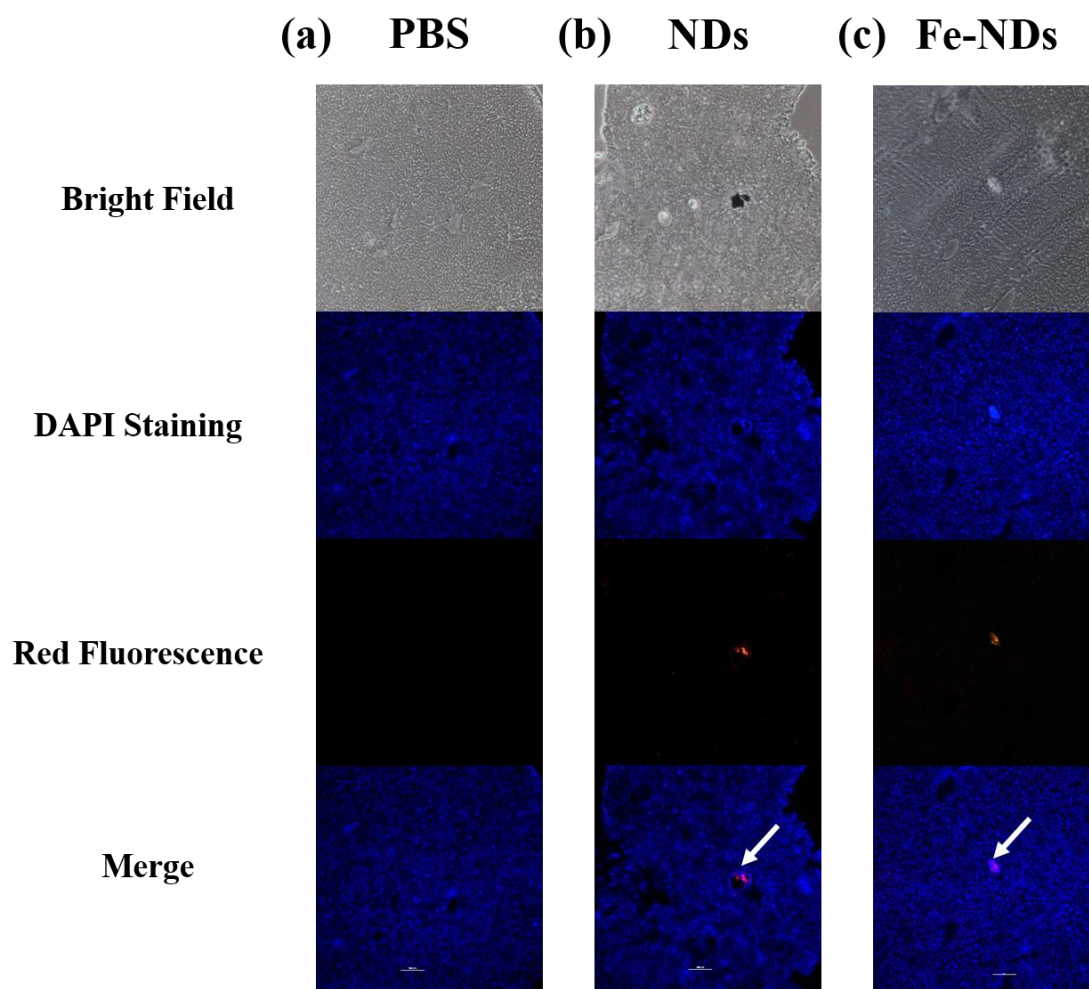 (a) PBS (b) NDs (c) Fe-NDs
Bright Field
DAPI Staining
Red Fluorescence
Merge